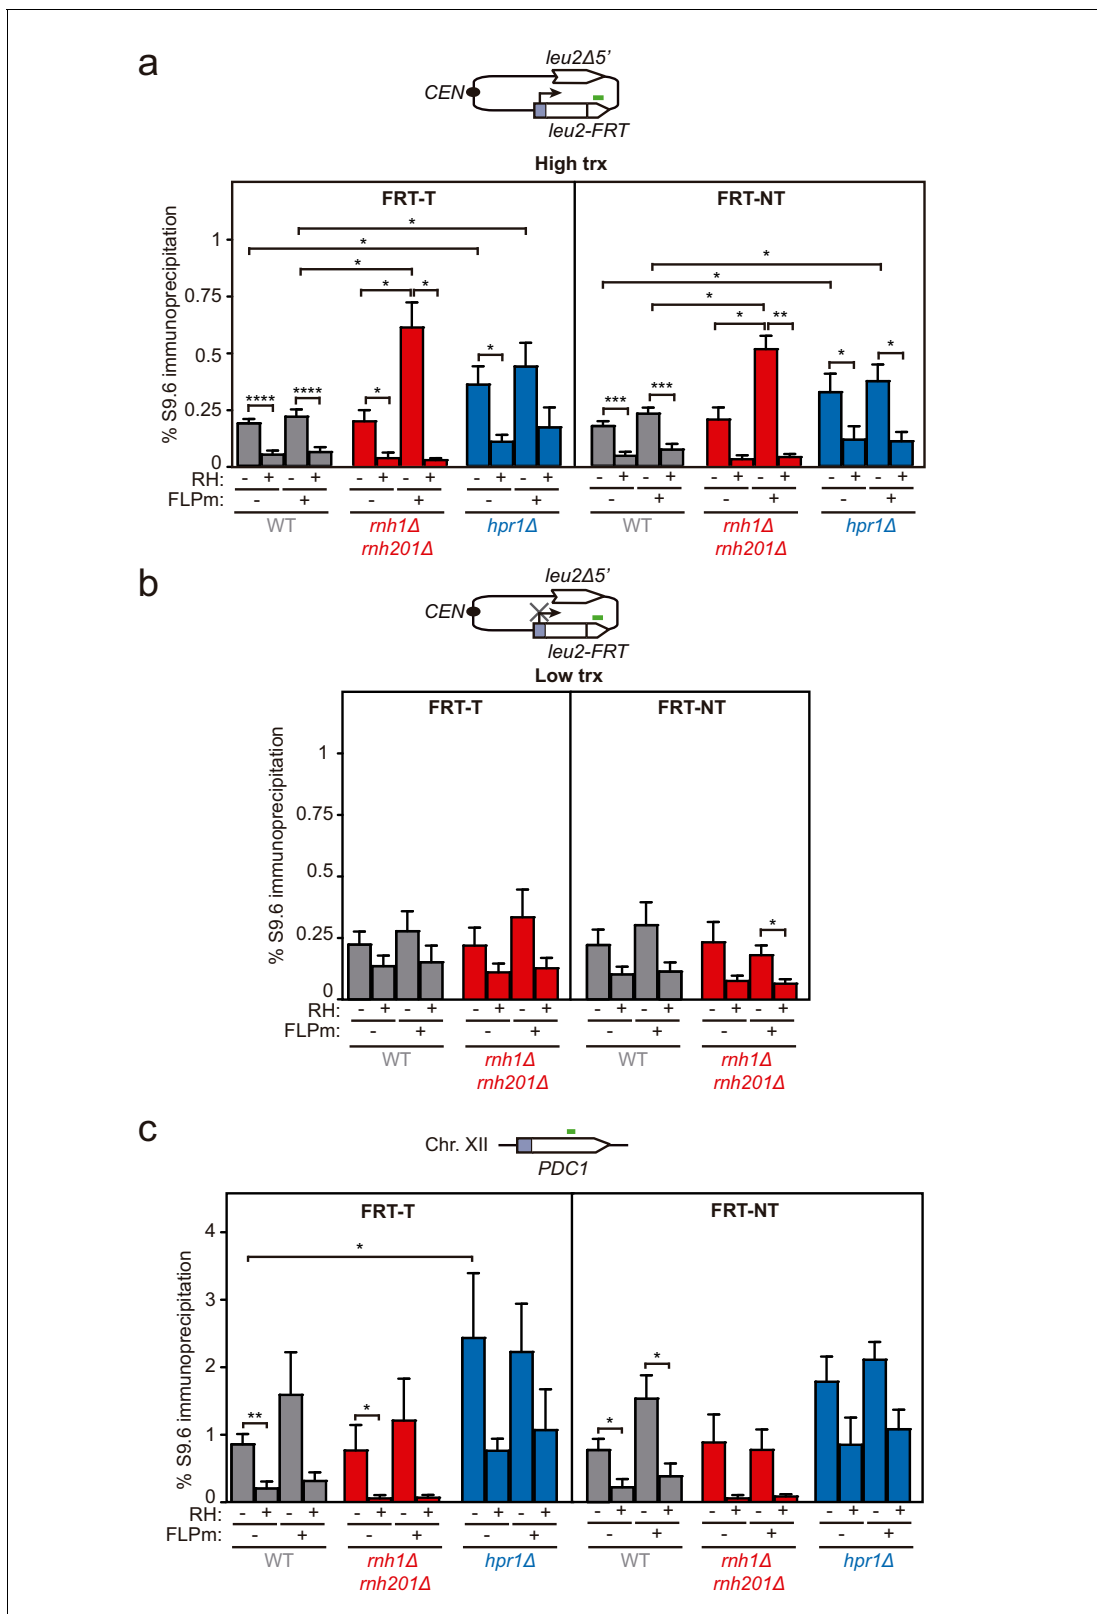 a
leu2Δ5'
CEN
leu2-FRT
High trx
FRT-T FRT-NT
% S9.6 immunoprecipitation
1
0.75
0.5
0.25
0
* * * * * * * **** **** * * * * * * ** *** *** * *
RH: - + - + - + - + - + - + - + - + - + - + - + - +
FLPm: - + - + - + - + - + - +
WT rnh1Δ hpr1Δ WT rnh1Δ hpr1Δ
rnh201Δ rnh201Δ
b
leu2Δ5'
CEN
leu2-FRT
Low trx
FRT-T FRT-NT
% S9.6 immunoprecipitation
1
0.75
0.5
0.25
0
*
RH: - + - + - + - + - + - + - + - +
FLPm: - + - + - + - +
WT rnh1Δ WT rnh1Δ
rnh201Δ rnh201Δ
c
Chr. XII
PDC1
FRT-T FRT-NT
% S9.6 immunoprecipitation
4
3
2
1
0
* ** * * *
RH: - + - + - + - + - + - + - + - + - + - + - + - +
FLPm: - + - + - + - + - + - +
WT rnh1Δ hpr1Δ WT rnh1Δ hpr1Δ
rnh201Δ rnh201Δ